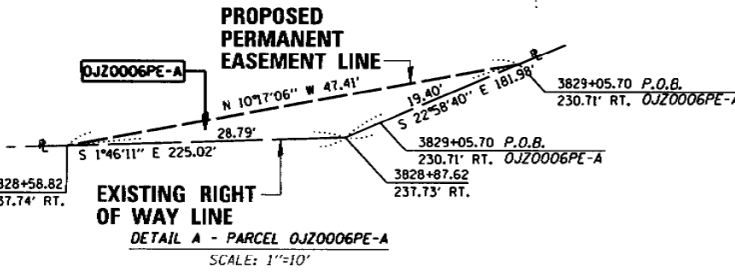 PROPOSED
PERMANENT
EASEMENT LINE
0JZ0006PE-A
N 10°17'06" W 47.41'
19.40'
S 22°58'40" E 181.98'
3829+05.70 P.O.B.
230.71' RT. 0JZ0006PE-A
28.79'
S 1°46'11" E 225.02'
3829+05.70 P.O.B.
230.71' RT. 0JZ0006PE-A
3828+87.62
237.73' RT.
3828+58.82
37.74' RT.
EXISTING RIGHT
OF WAY LINE
DETAIL A - PARCEL 0JZ0006PE-A
SCALE: 1"=10'